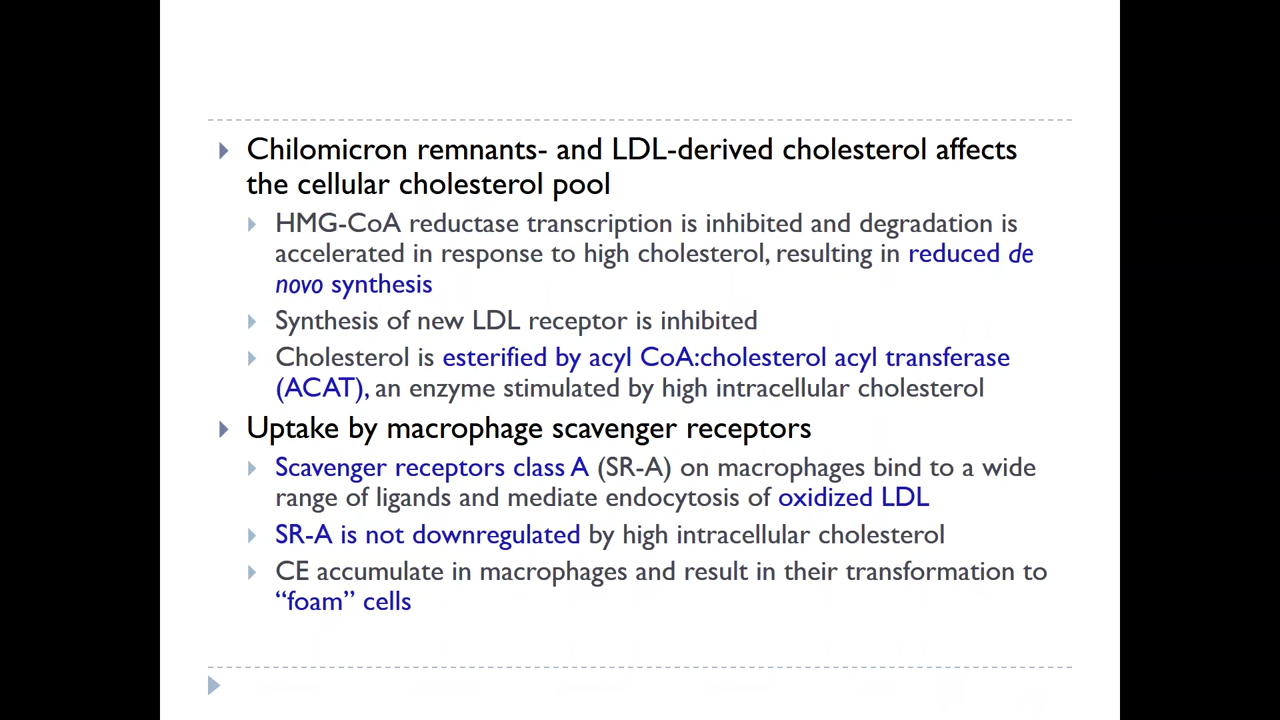 Chilomicron remnants- and LDL-derived cholesterol affects
the cellular cholesterol pool
HMG-CoA reductase transcription is inhibited and degradation is
accelerated in response to high cholesterol, resulting in reduced de
novo synthesis
Synthesis of new LDL receptor is inhibited
Cholesterol is esterified by acyl CoA:cholesterol acyl transferase
(ACAT), an enzyme stimulated by high intracellular cholesterol
Uptake by macrophage scavenger receptors
Scavenger receptors class A (SR-A) on macrophages bind to a wide
range of ligands and mediate endocytosis of oxidized LDL
SR-A is not downregulated by high intracellular cholesterol
CE accumulate in macrophages and result in their transformation to
“foam” cells